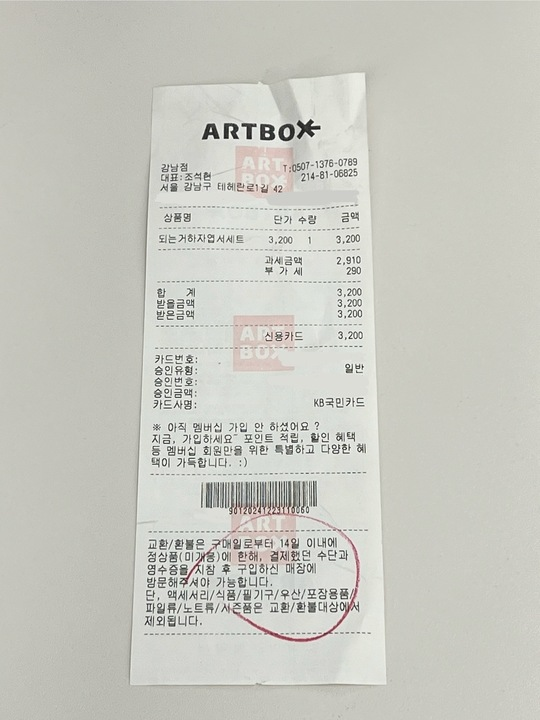 ARTBOX
강남점 T:0507-1376-0789
대표:조석현 214-81-06825
서울 강남구 테헤란로1길 42
상품명 단가 수량 금액
되는거하자엽서세트 3,200 1 3,200
과세금액 2,910
부 가 세 290
합 계 3,200
받을금액 3,200
받은금액 3,200
신용카드 3,200
카드번호:
승인유형: 일반
승인번호:
승인금액:
카드사명: KB국민카드
※ 아직 멤버십 가입 안 하셨어요 ?
지금, 가입하세요~ 포인트 적립, 할인 혜택
등 멤버십 회원만을 위한 특별하고 다양한 혜
택이 가득합니다. :)
90120241223110060
교환/환불은 구매일로부터 14일 이내에
정상품(미개봉)에 한해, 결제했던 수단과
영수증을 지참 후 구입하신 매장에
방문해주셔야 가능합니다.
단, 액세서리/식품/필기구/우산/포장용품/
파일류/노트류/시즌품은 교환/환불대상에서
제외됩니다.